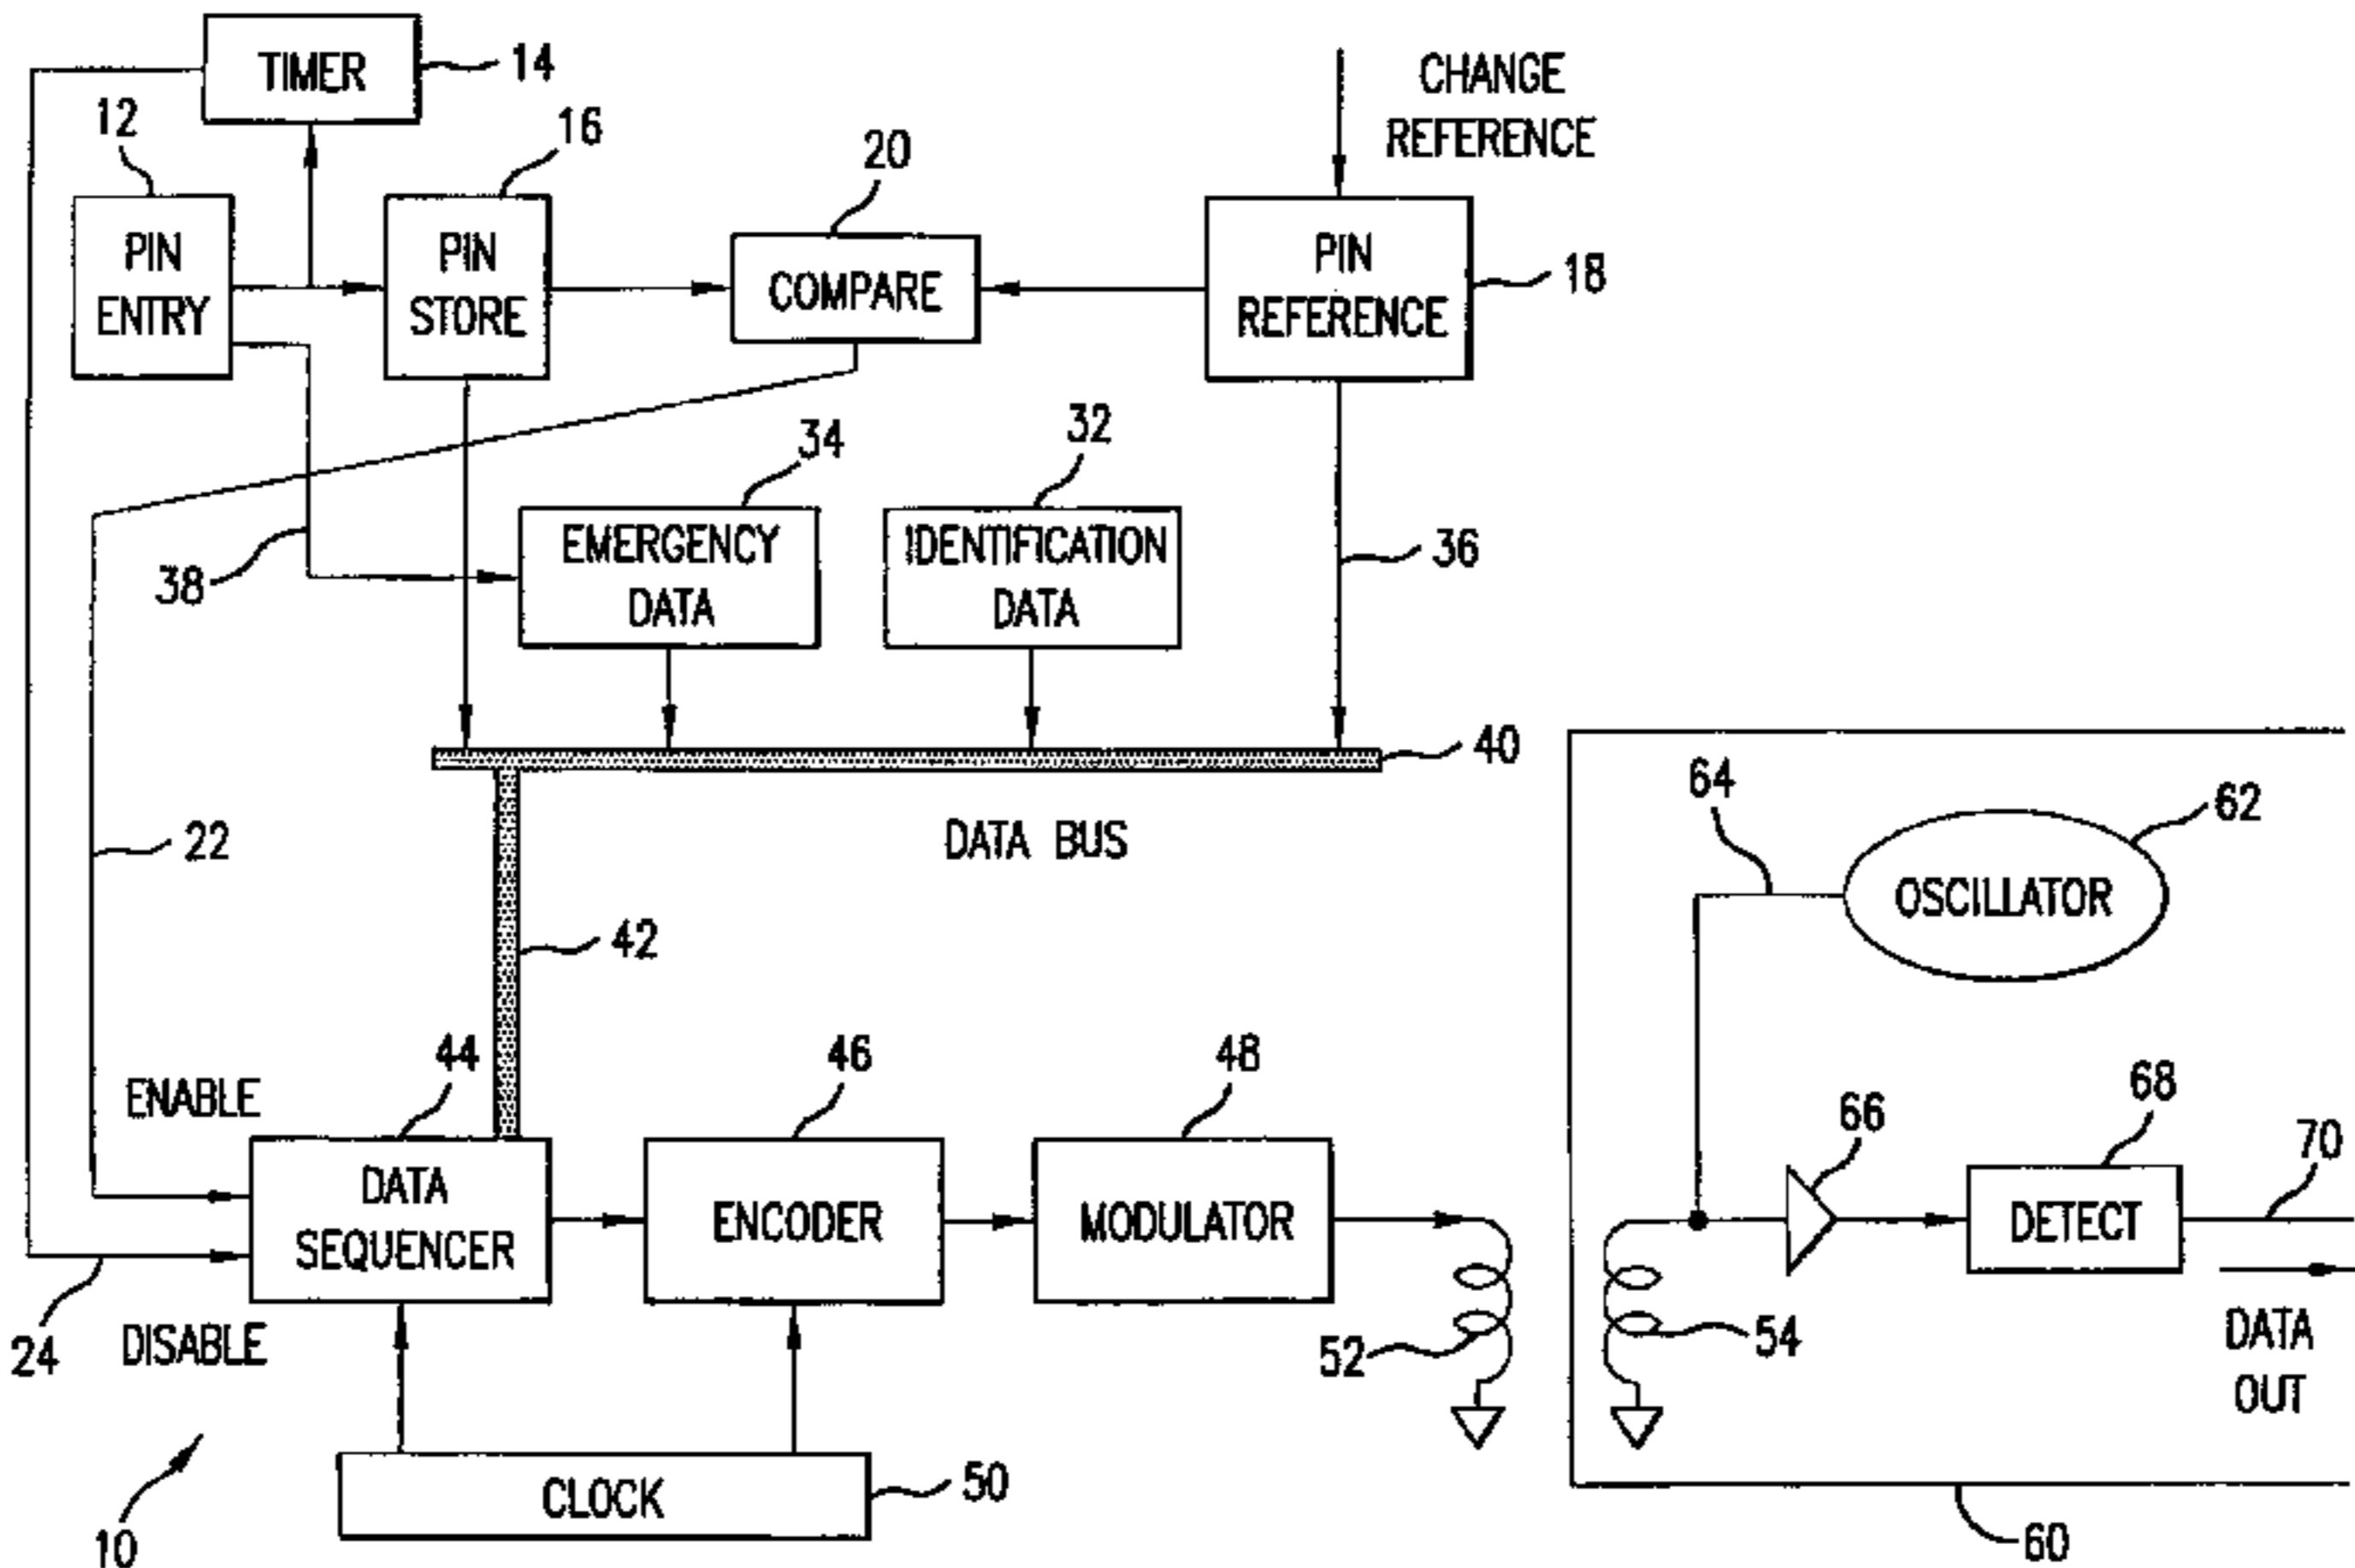 TIMER
14
CHANGE
REFERENCE
12
16
20
PIN
ENTRY
PIN
STORE
COMPARE
PIN
REFERENCE
18
34
32
38
EMERGENCY
DATA
IDENTIFICATION
DATA
36
40
22
DATA BUS
64
62
OSCILLATOR
42
44
46
48
ENABLE
66
68
70
DATA
SEQUENCER
ENCODER
MODULATOR
DETECT
24
DISABLE
52
54
DATA
OUT
10
CLOCK
50
60